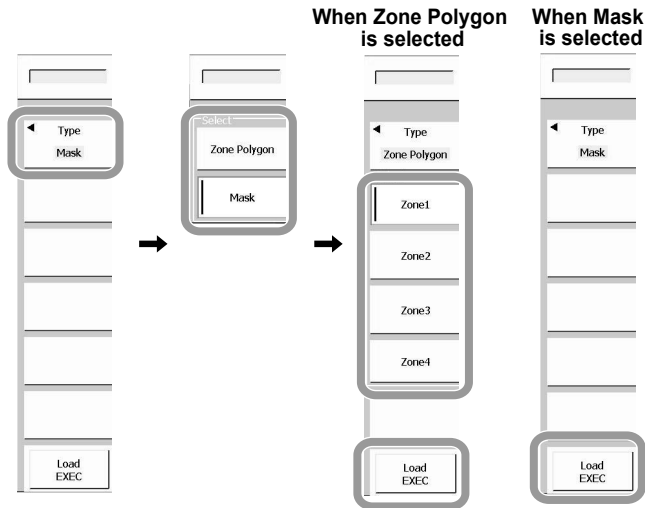 When Zone Polygon
is selected
When Mask
is selected
Type
Mask
Load
EXEC
Select
Zone Polygon
Mask
Type
Zone Polygon
Zone1
Zone2
Zone3
Zone4
Load
EXEC
Type
Mask
Load
EXEC